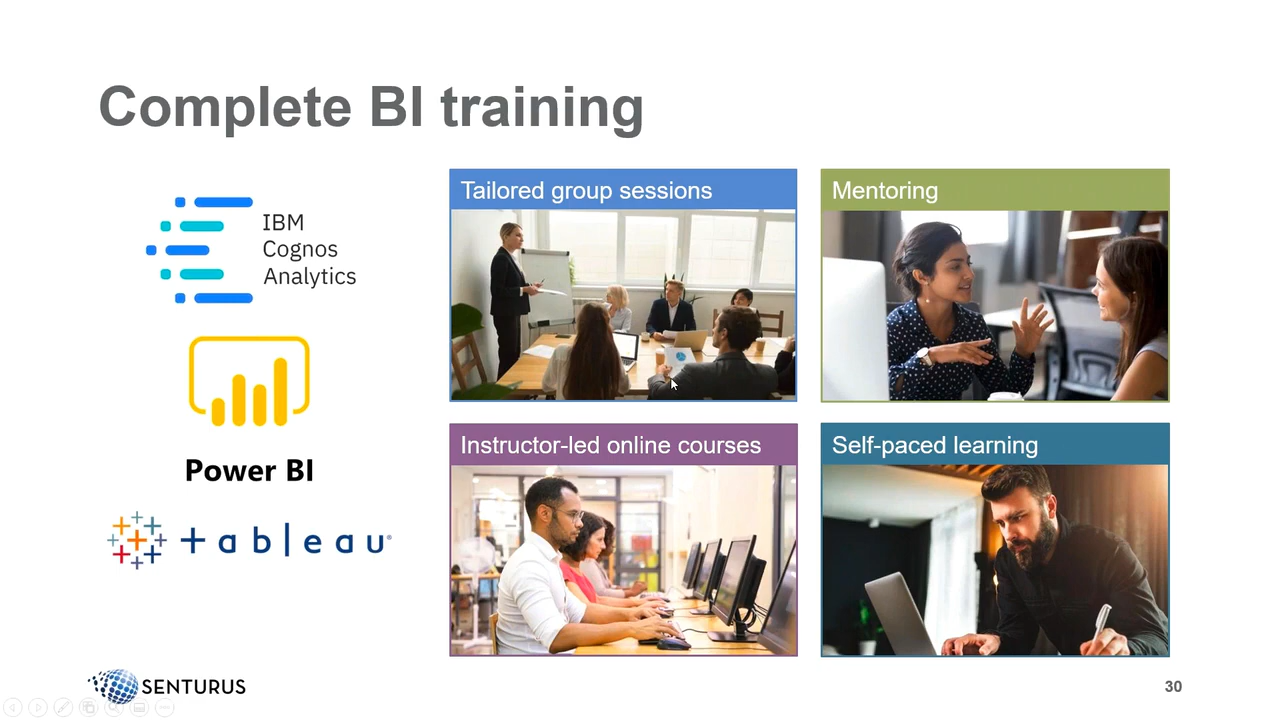 Complete BI training
IBM
Cognos
Analytics
Power BI
+ a b | e a u®
Tailored group sessions
Mentoring
Instructor-led online courses
Self-paced learning
SENTURUS
30